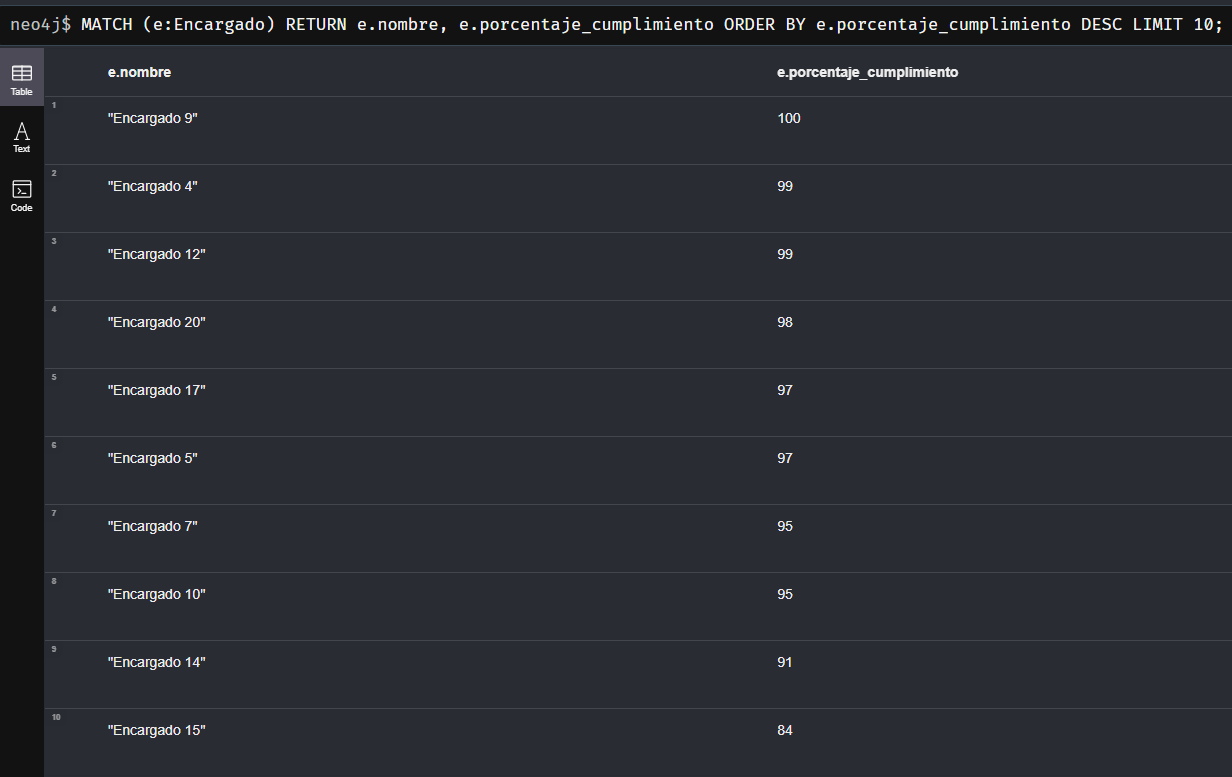 neo4j$ MATCH (e:Encargado) RETURN e.nombre, e.porcentaje_cumplimiento ORDER BY e.porcentaje_cumplimiento DESC LIMIT 10;
Table
Text
Code
e.nombre e.porcentaje_cumplimiento
1 "Encargado 9" 100
2 "Encargado 4" 99
3 "Encargado 12" 99
4 "Encargado 20" 98
5 "Encargado 17" 97
6 "Encargado 5" 97
7 "Encargado 7" 95
8 "Encargado 10" 95
9 "Encargado 14" 91
10 "Encargado 15" 84